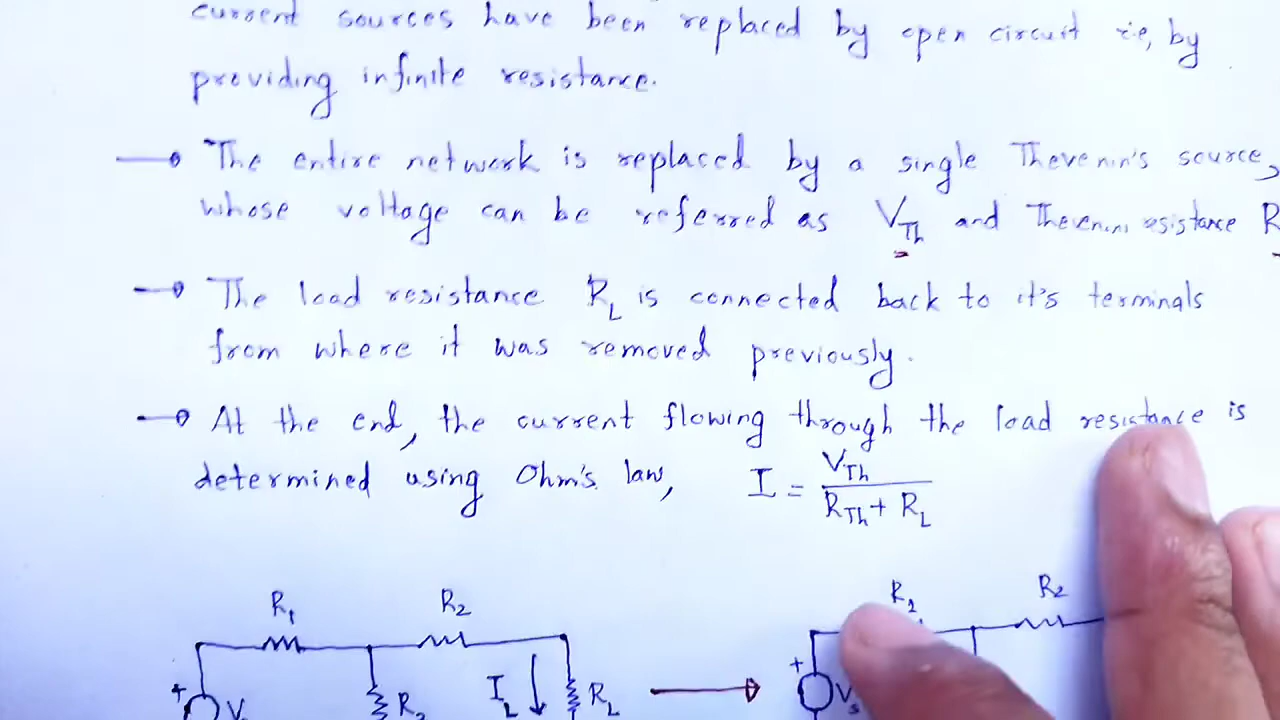 current sources have been replaced by open circuit i.e, by
providing infinite resistance.
The entire network is replaced by a single Thevenin's source,
whose voltage can be referred as VTh and Thevenin esistance R
The load resistance RL is connected back to it's terminals
from where it was removed previously.
At the end, the current flowing through the load resistance is
determined using Ohm's law, I = VTh / RTh + RL
R1 R2 R2
+ V R3 IL RL + Vs